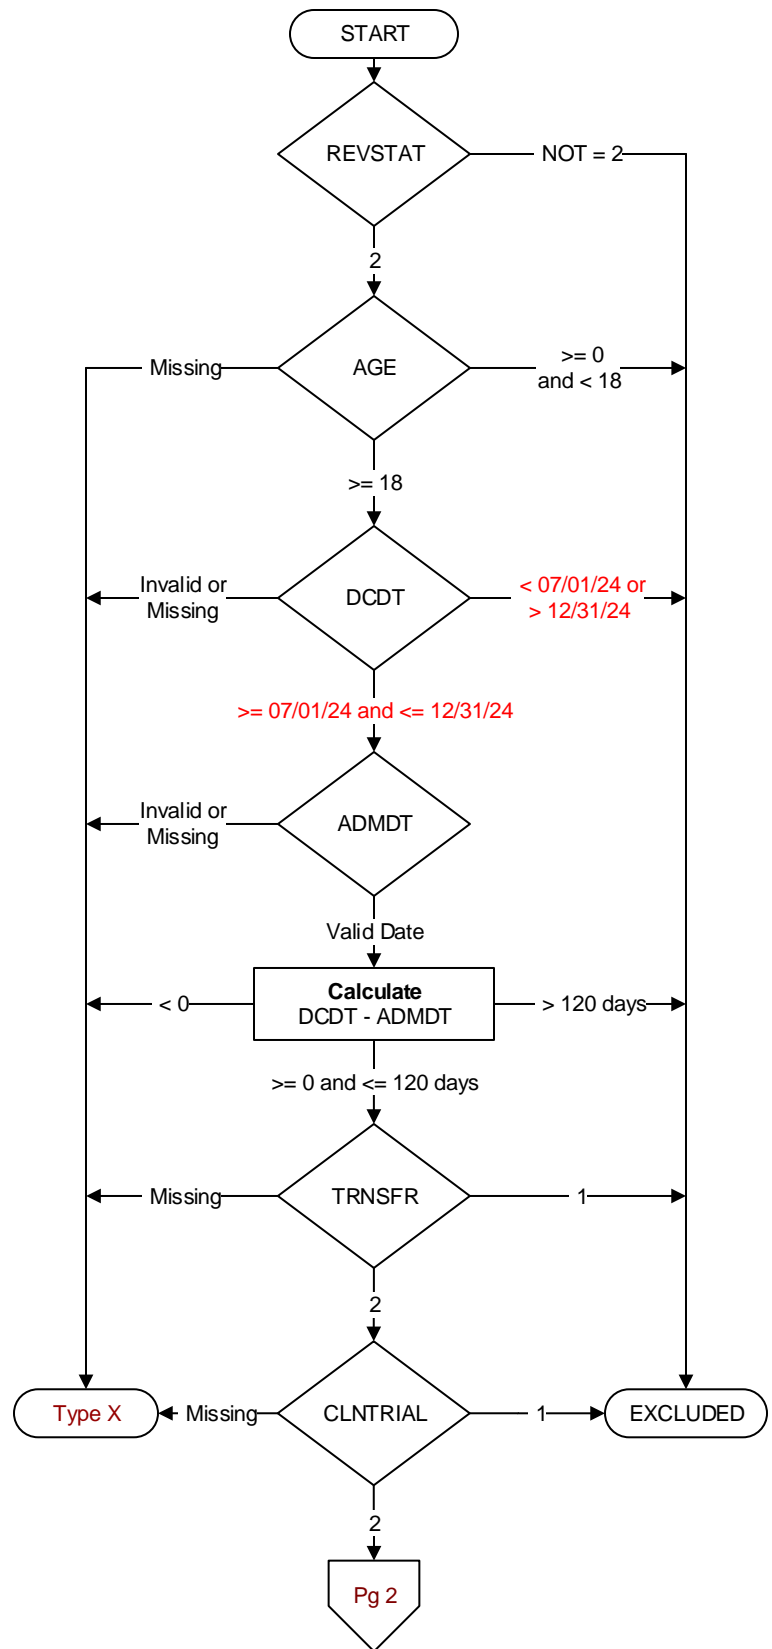 START
REVSTAT
NOT = 2
2
AGE
Missing
>= 0
and < 18
>= 18
DCDT
Invalid or
Missing
< 07/01/24 or
> 12/31/24
>= 07/01/24 and <= 12/31/24
ADMDT
Invalid or
Missing
Valid Date
Calculate
DCDT - ADMDT
< 0
> 120 days
>= 0 and <= 120 days
TRNSFR
Missing
1
2
Type X
Missing
CLNTRIAL
1
EXCLUDED
2
Pg 2